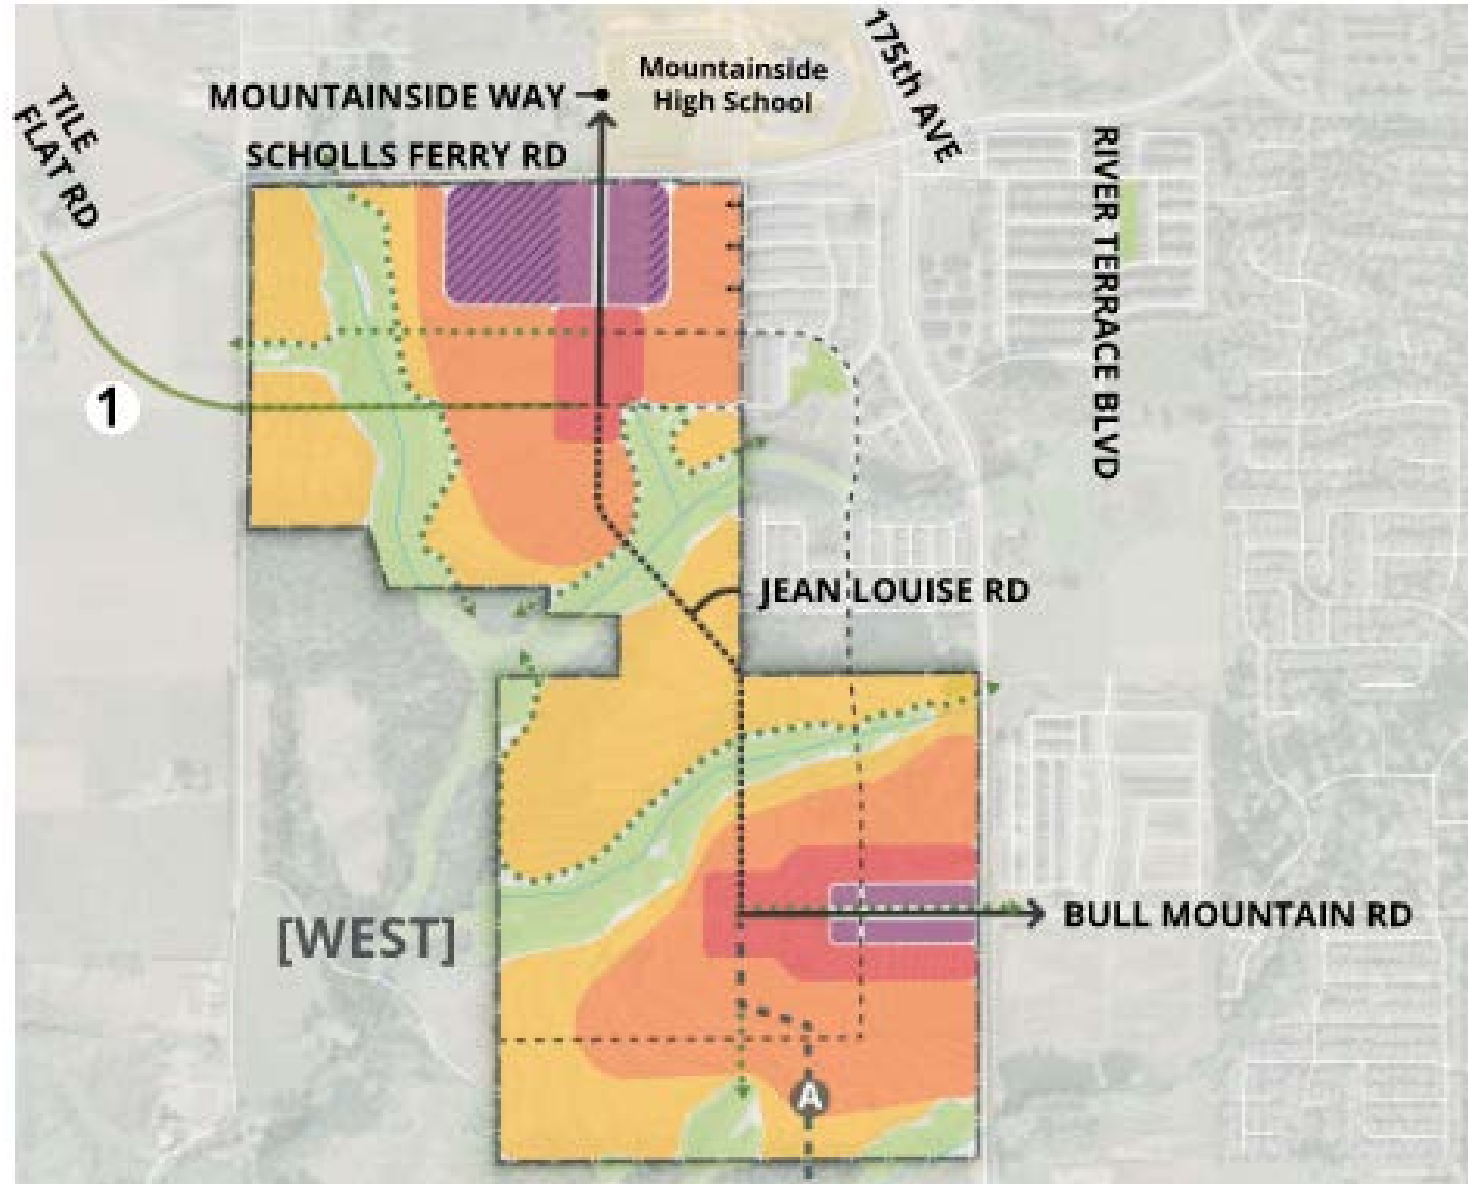 Mountainside
High School
MOUNTAINSIDE WAY
SCHOLLS FERRY RD
TILE
FLAT RD
175th AVE
RIVER TERRACE BLVD
1
JEAN LOUISE RD
[WEST]
BULL MOUNTAIN RD
A